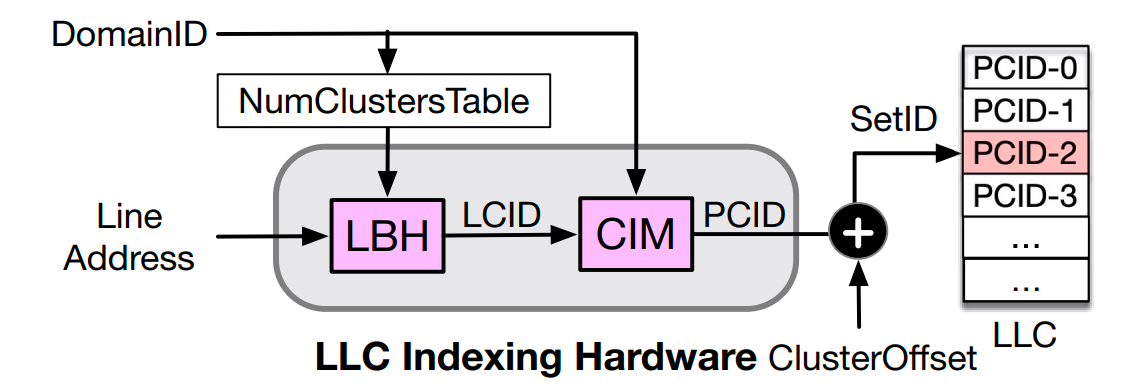 DomainID
NumClustersTable
Line
Address
LBH
LCID
CIM
PCID
+
SetID
PCID-0
PCID-1
PCID-2
PCID-3
...
...
LLC
LLC Indexing Hardware
ClusterOffset